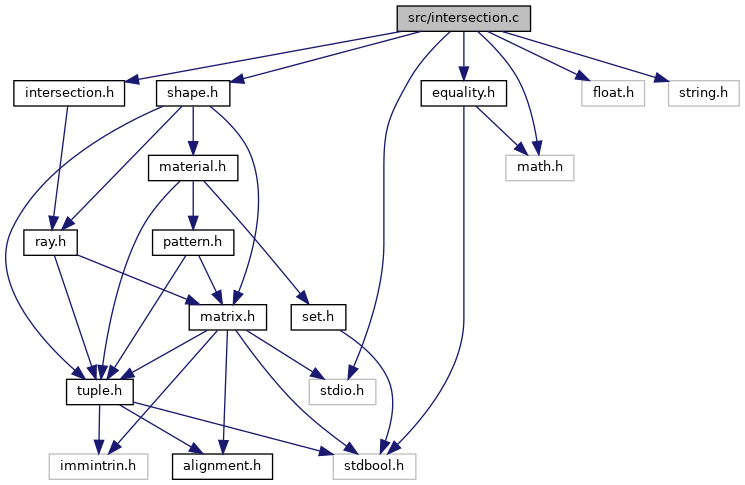 src/intersection.c
intersection.h
shape.h
equality.h
float.h
string.h
material.h
math.h
ray.h
pattern.h
matrix.h
set.h
tuple.h
stdio.h
immintrin.h
alignment.h
stdbool.h